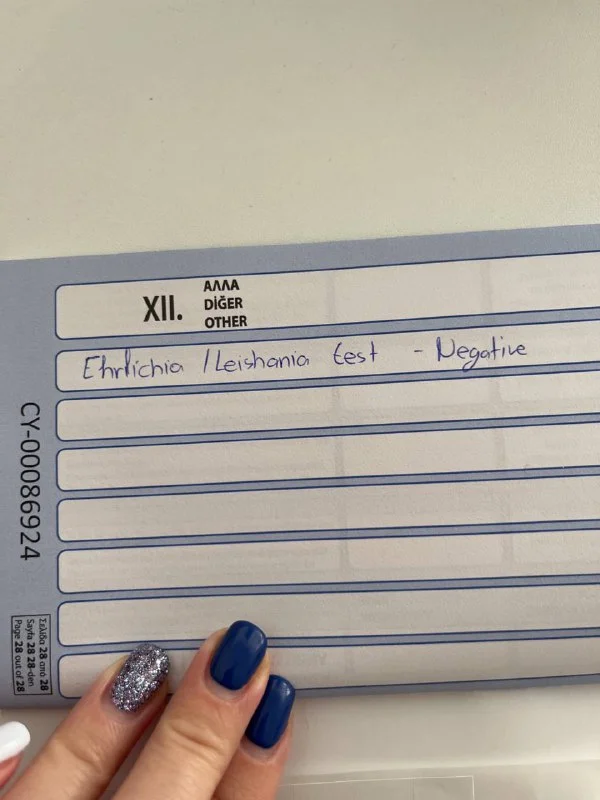 XII.
ΑΛΛΑ
DİĞER
OTHER
Ehrlichia / Leishania test - Negative
CY-00086924
Σελίδα 28 από 28
Sayfa 28 28-den
Page 28 out of 28